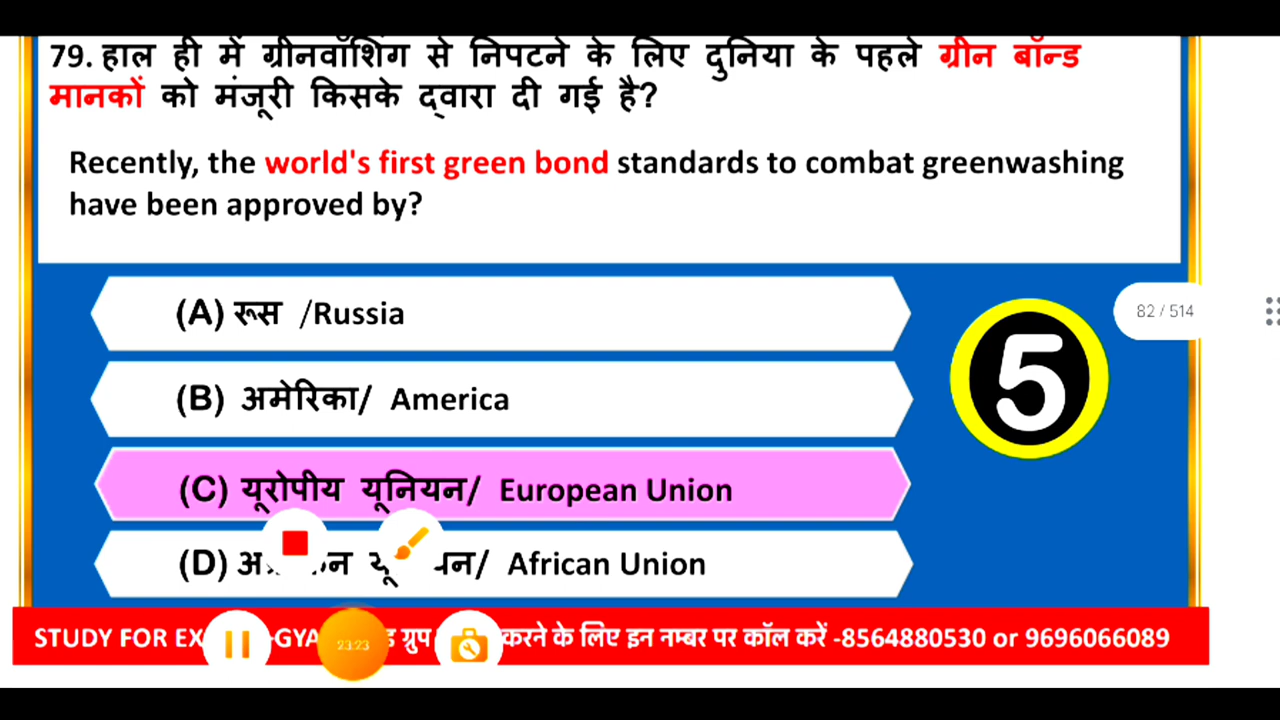 79. हाल ही में ग्रीनवॉशिंग से निपटने के लिए दुनिया के पहले ग्रीन बॉन्ड
मानकों को मंजूरी किसके द्वारा दी गई है?
Recently, the world's first green bond standards to combat greenwashing
have been approved by?
(A) रूस /Russia
82 / 514
5
(B) अमेरिका/ America
(C) यूरोपीय यूनियन/ European Union
(D) / African Union
STUDY FOR ग्रुप करने के लिए इन नम्बर पर कॉल करें -8564880530 or 9696066089
23:23